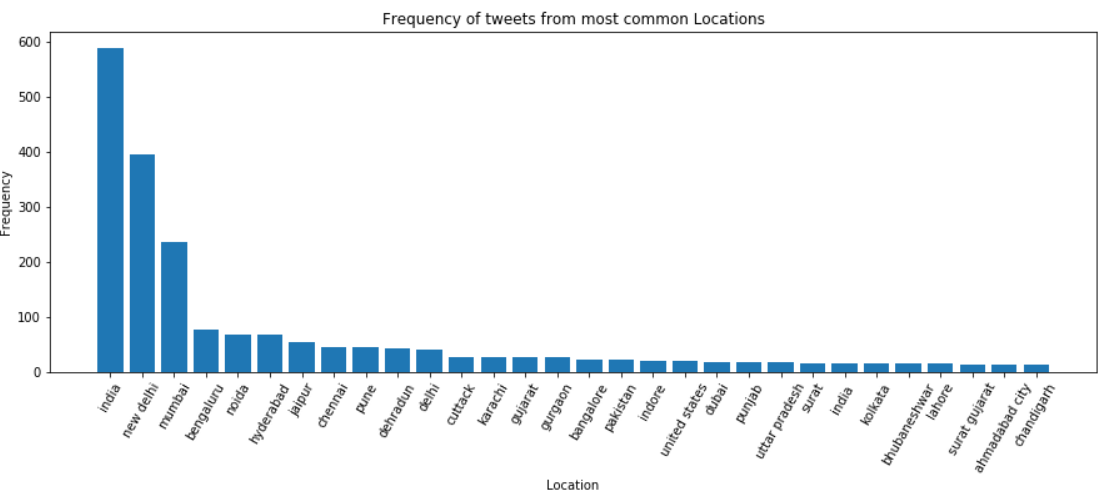 Frequency of tweets from most common Locations
600
500
400
300
200
100
0
Frequency
india
new delhi
mumbai
bengaluru
noida
hyderabad
jaipur
chennai
pune
dehradun
delhi
cuttack
karachi
gujarat
gurgaon
bangalore
pakistan
indore
united states
dubai
punjab
uttar pradesh
surat
india
kolkata
bhubaneshwar
lahore
surat gujarat
ahmadabad city
chandigarh
Location